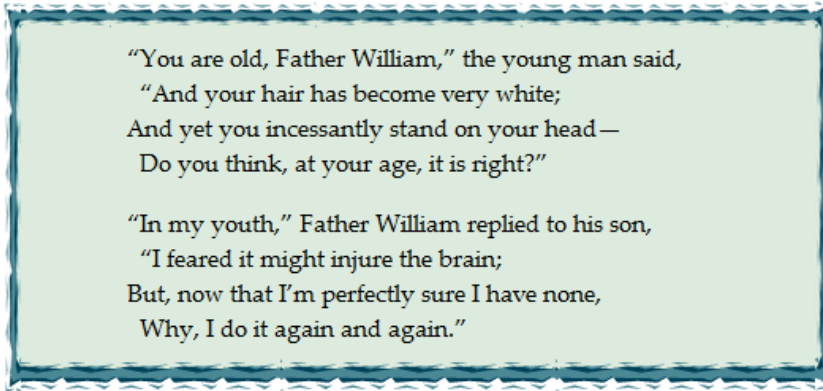 “You are old, Father William,” the young man said,
“And your hair has become very white;
And yet you incessantly stand on your head—
Do you think, at your age, it is right?”
“In my youth,” Father William replied to his son,
“I feared it might injure the brain;
But, now that I’m perfectly sure I have none,
Why, I do it again and again.”